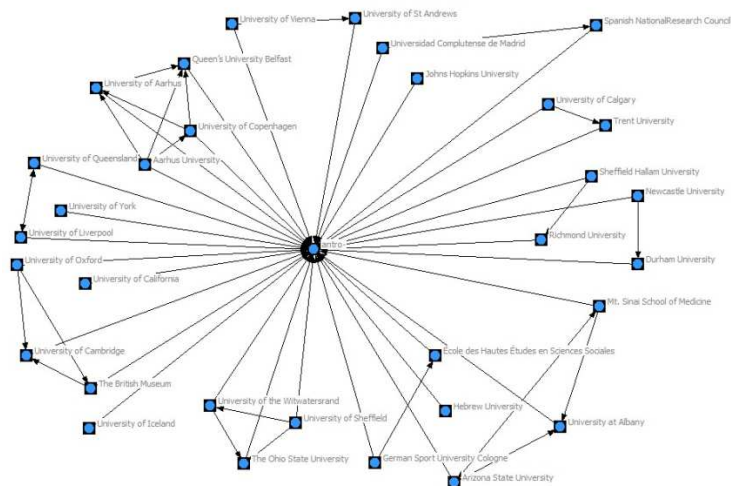 University of Vienna
University of St Andrews
Spanish NationalResearch Council
Universidad Complutense de Madrid
Queen's University Belfast
Johns Hopkins University
University of Aarhus
University of Calgary
Trent University
University of Copenhagen
University of Queensland
Aarhus University
Sheffield Hallam University
Newcastle University
University of York
University of Liverpool
Richmond University
antro
University of Oxford
Durham University
University of California
Mt. Sinai School of Medicine
University of Cambridge
École des Hautes Études en Sciences Sociales
The British Museum
University of the Witwatersrand
Hebrew University
University of Sheffield
University at Albany
University of Iceland
The Ohio State University
German Sport University Cologne
Arizona State University